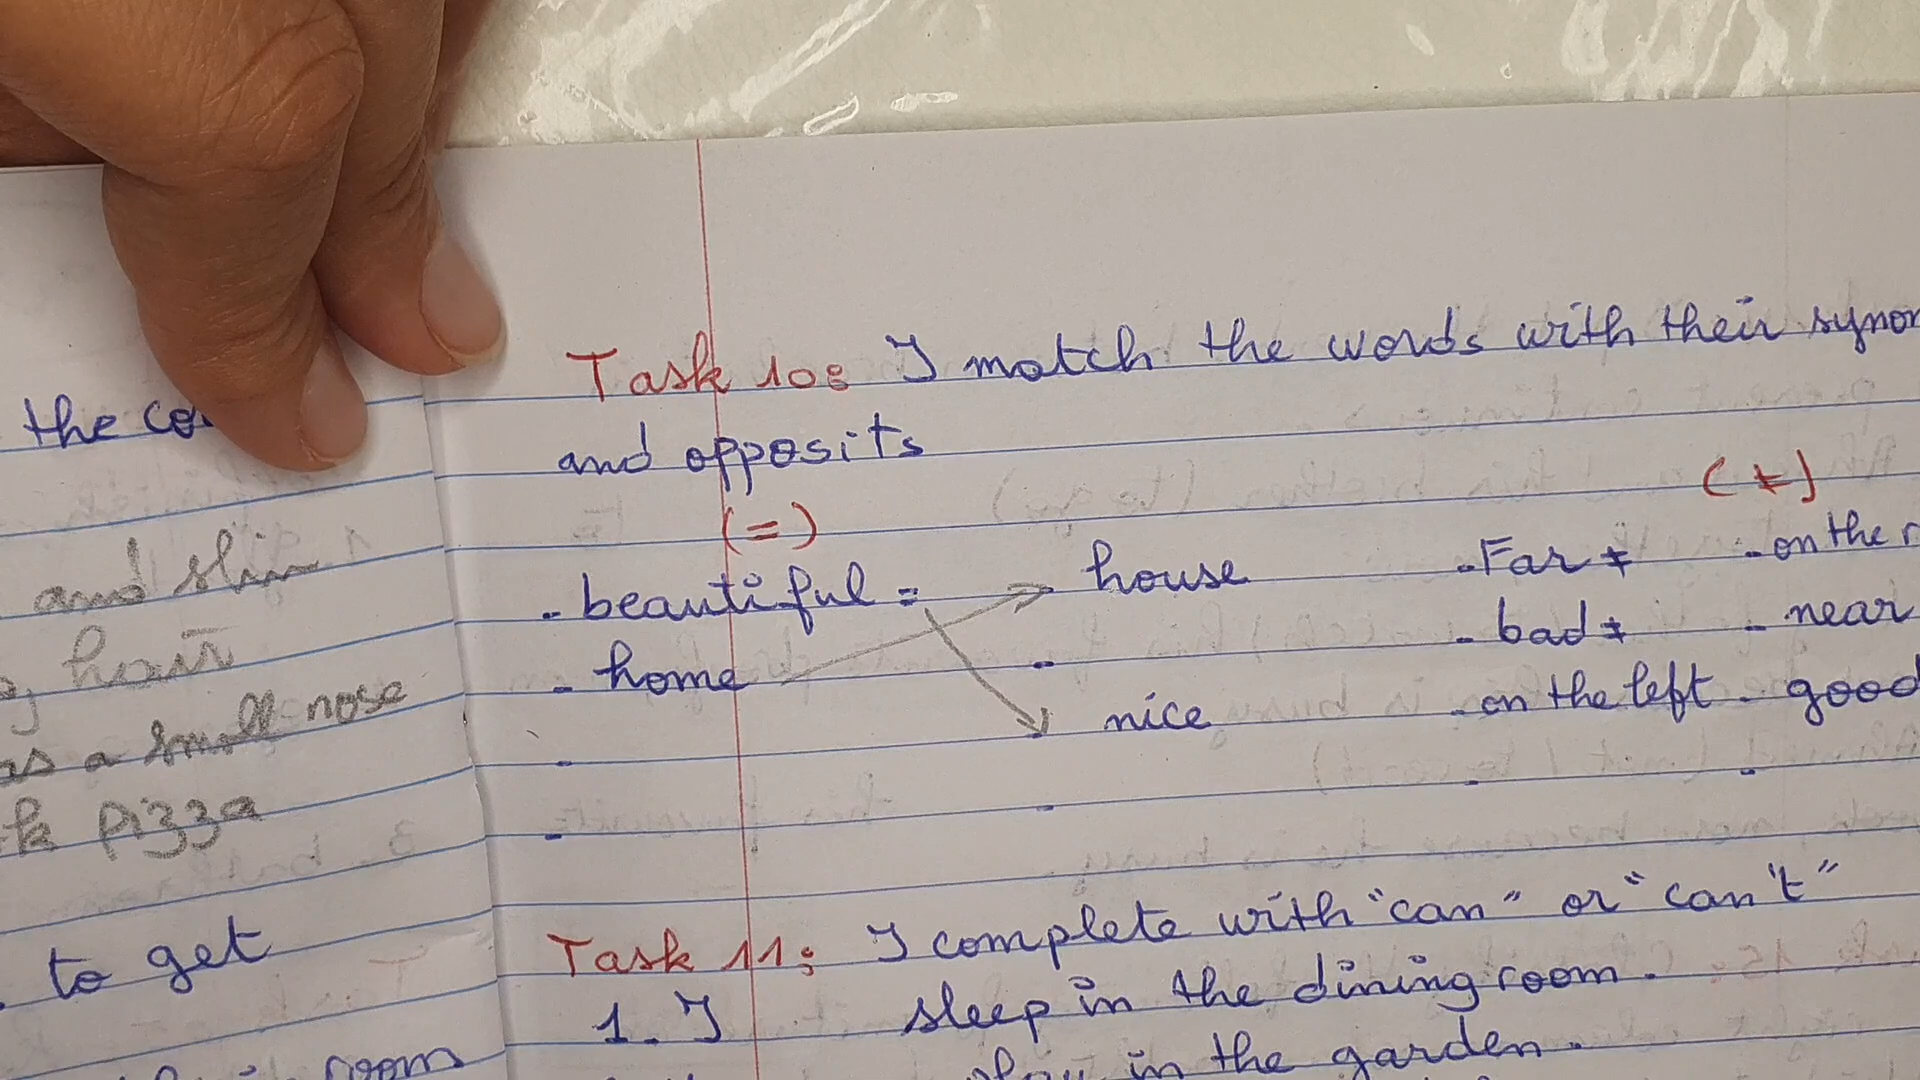 the
and slim
hair
as a small nose
pizza
to get
room
Task 10: I match the words with their
and opposits
(=) (≠)
- beautiful = house - Far ≠ - on the
- home - - bad ≠ - near
- - nice - on the left - good
Task 11: I complete with "can" or "can't"
1. I sleep in the dining room.
in the garden.